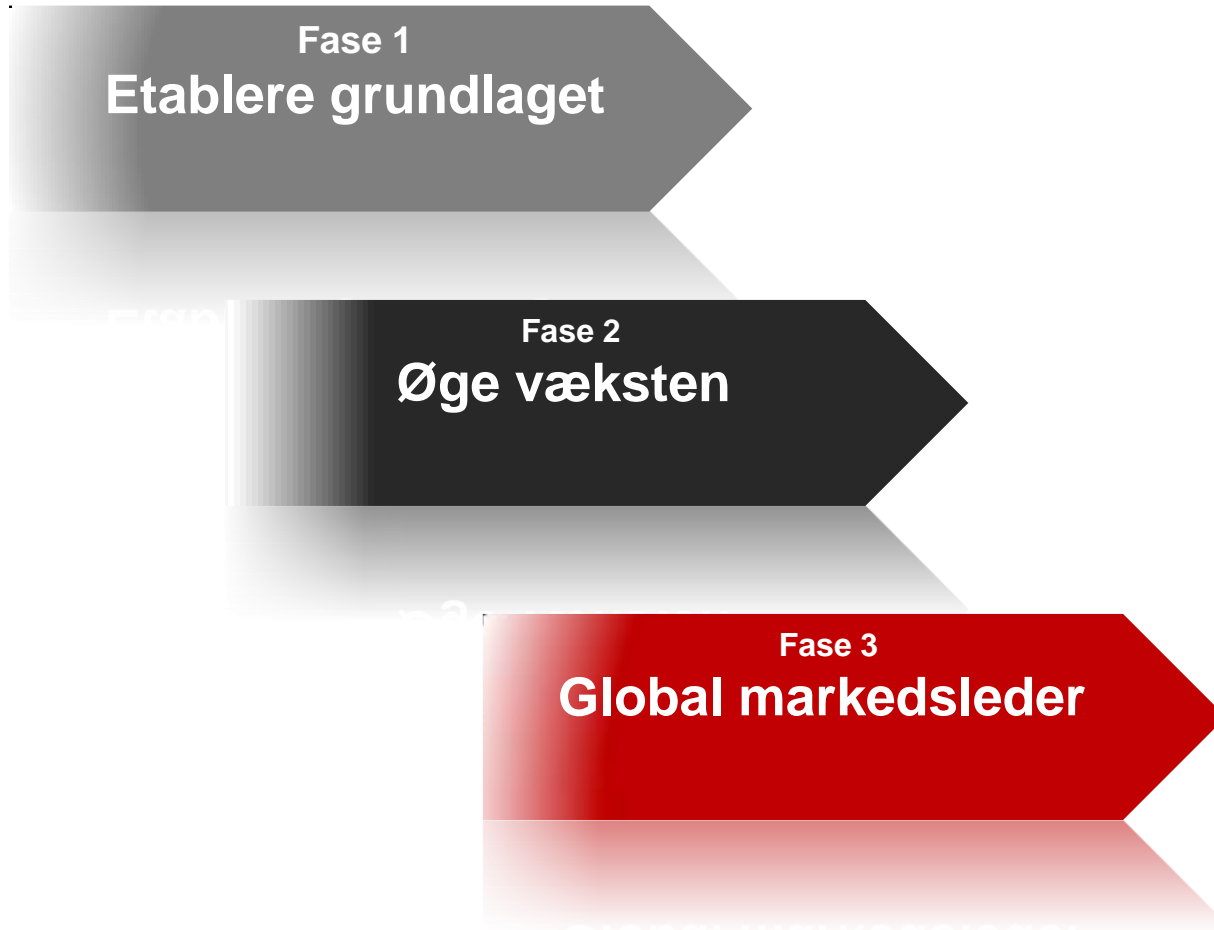 Fase 1
Etablere grundlaget
Fase 2
Øge væksten
Fase 3
Global markedsleder